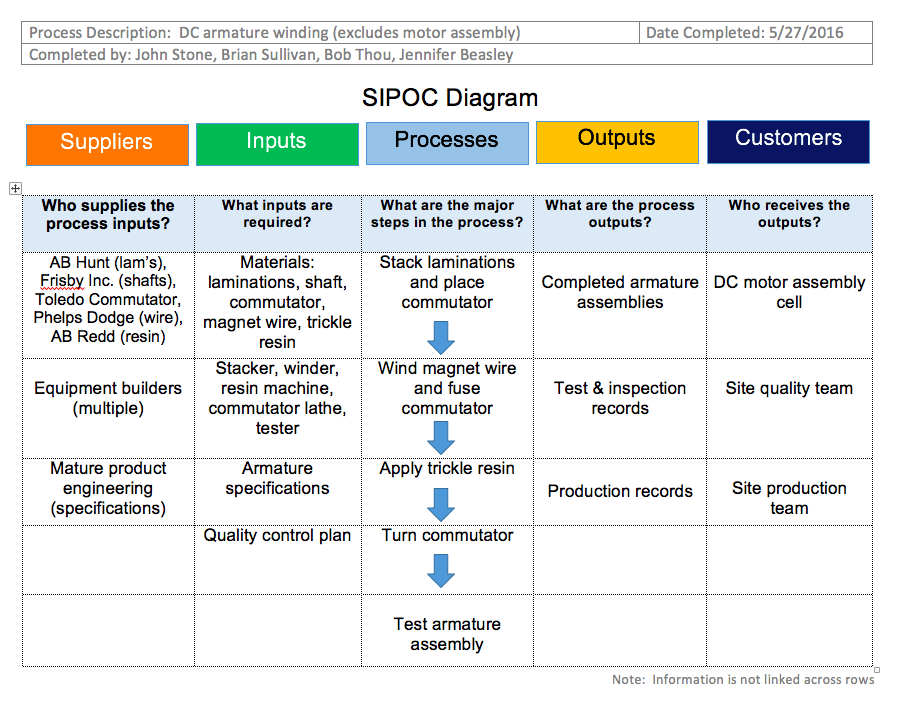 Process Description:  DC armature winding (excludes motor assembly)
Date Completed: 5/27/2016
Completed by: John Stone, Brian Sullivan, Bob Thou, Jennifer Beasley
SIPOC Diagram
Suppliers
Inputs
Processes
Outputs
Customers
Who supplies the
process inputs?
What inputs are
required?
What are the major
steps in the process?
What are the process
outputs?
Who receives the
outputs?
AB Hunt (lam's),
Frisby Inc. (shafts),
Toledo Commutator,
Phelps Dodge (wire),
AB Redd (resin)
Materials:
laminations, shaft,
commutator,
magnet wire, trickle
resin
Stack laminations
and place
commutator
Completed armature
assemblies
DC motor assembly
cell
Equipment builders
(multiple)
Stacker, winder,
resin machine,
commutator lathe,
tester
Wind magnet wire
and fuse
commutator
Test & inspection
records
Site quality team
Mature product
engineering
(specifications)
Armature
specifications
Apply trickle resin
Production records
Site production
team
Quality control plan
Turn commutator
Test armature
assembly
Note:  Information is not linked across rows